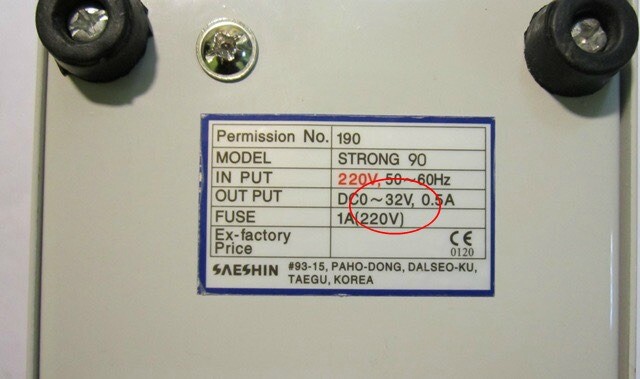 Permission No. 190
MODEL STRONG 90
IN PUT 220V, 50~60Hz
OUT PUT DC0~32V, 0.5A
FUSE 1A(220V)
Ex-factory
Price
CE
0120
SAESHIN #93-15, PAHO-DONG, DALSEO-KU,
TAEGU, KOREA